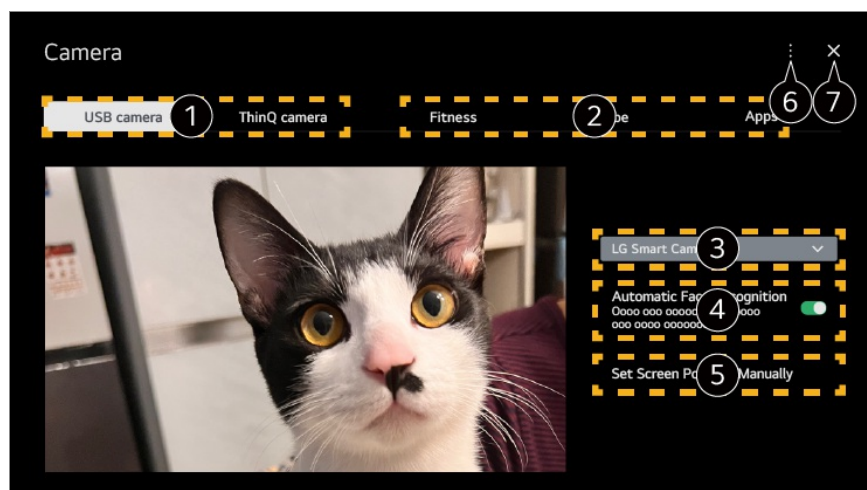 Camera
6 7
USB camera 1 ThinQ camera Fitness 2 be Apps
LG Smart Cam 3
Automatic Fac ognition
Oooo ooo ooooo 4 oooo
ooo oooo oooooo
Set Screen Po 5 Manually